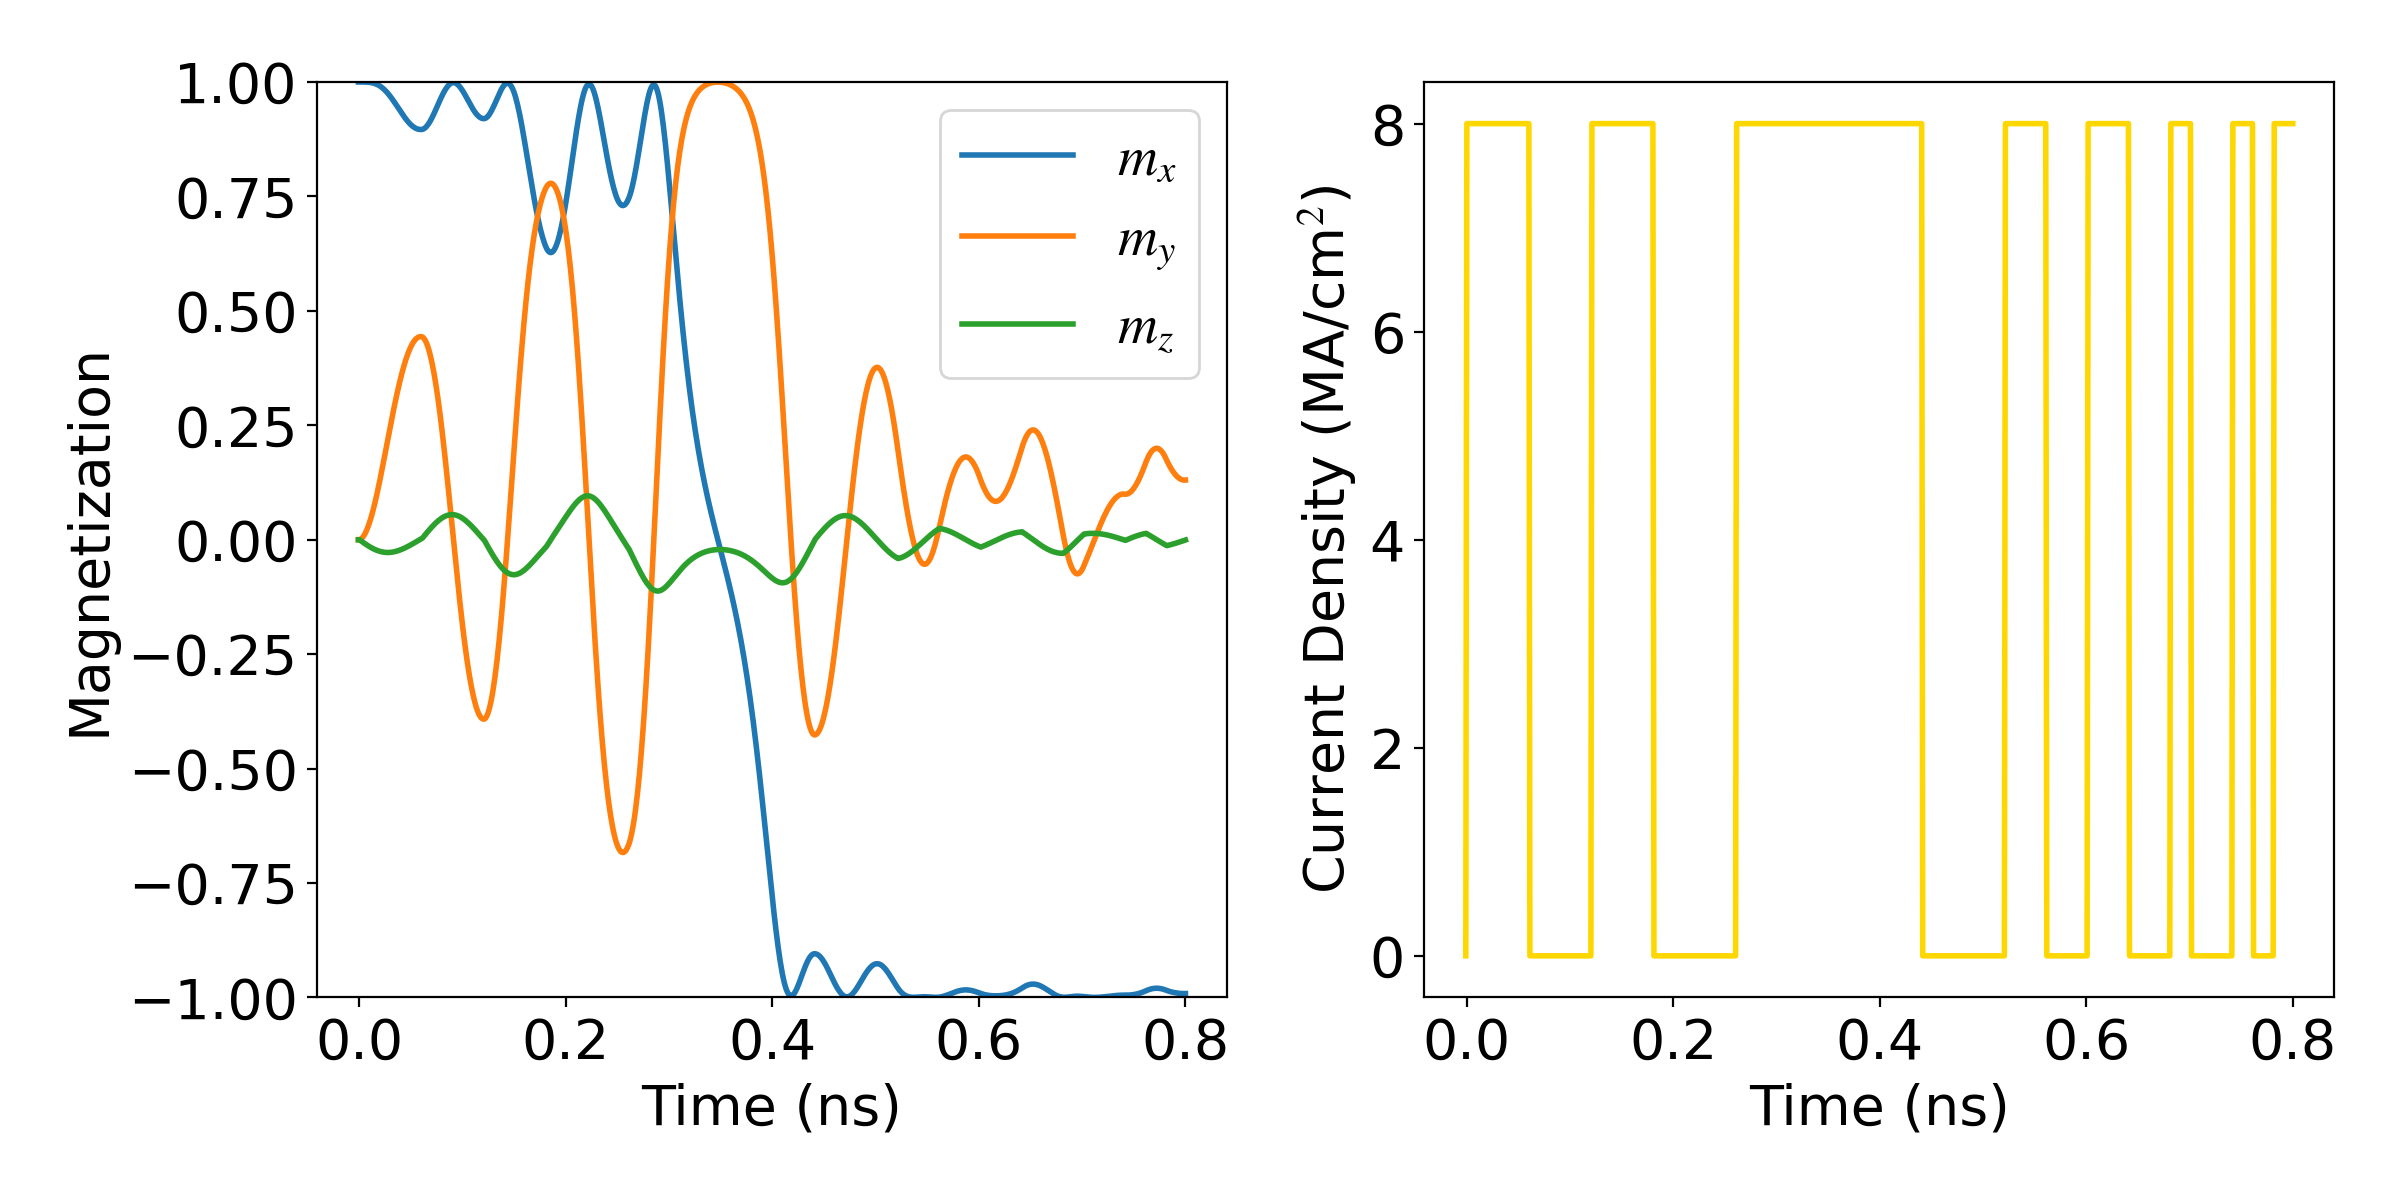 1.00
0.75
0.50
0.25
0.00
−0.25
−0.50
−0.75
−1.00
Magnetization
0.0 0.2 0.4 0.6 0.8
Time (ns)
mₓ
m_y
m_z
8
6
4
2
0
Current Density (MA/cm²)
0.0 0.2 0.4 0.6 0.8
Time (ns)